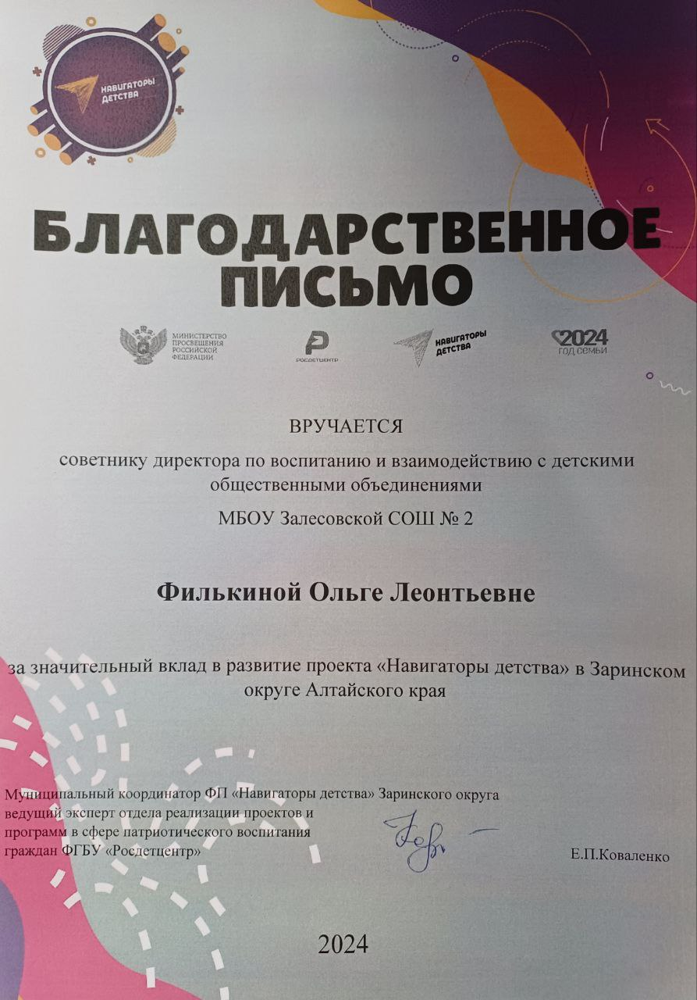 НАВИГАТОРЫ
ДЕТСТВА
БЛАГОДАРСТВЕННОЕ
ПИСЬМО
МИНИСТЕРСТВО
ПРОСВЕЩЕНИЯ
РОССИЙСКОЙ
ФЕДЕРАЦИИ
РОСДЕТЦЕНТР
НАВИГАТОРЫ
ДЕТСТВА
2024
ГОД СЕМЬИ
ВРУЧАЕТСЯ
советнику директора по воспитанию и взаимодействию с детскими
общественными объединениями
МБОУ Залесовской СОШ № 2
Филькиной Ольге Леонтьевне
за значительный вклад в развитие проекта «Навигаторы детства» в Заринском
округе Алтайского края
Муниципальный координатор ФП «Навигаторы детства» Заринского округа
ведущий эксперт отдела реализации проектов и
программ в сфере патриотического воспитания
граждан ФГБУ «Росдетцентр»
Е.П.Коваленко
2024